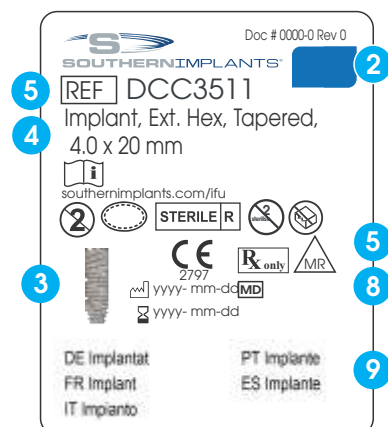 Doc # 0000-0 Rev 0
S
SOUTHERNIMPLANTS®
2
5
REF DCC3511
4
Implant, Ext. Hex, Tapered,
4.0 x 20 mm
i
southernimplants.com/ifu
2
STERILE R
2
CE
2797
Rx only
MR
5
3
yyyy- mm-dd
MD
8
yyyy- mm-dd
DE Implantat
PT Implante
9
FR Implant
ES Implante
IT Impianto